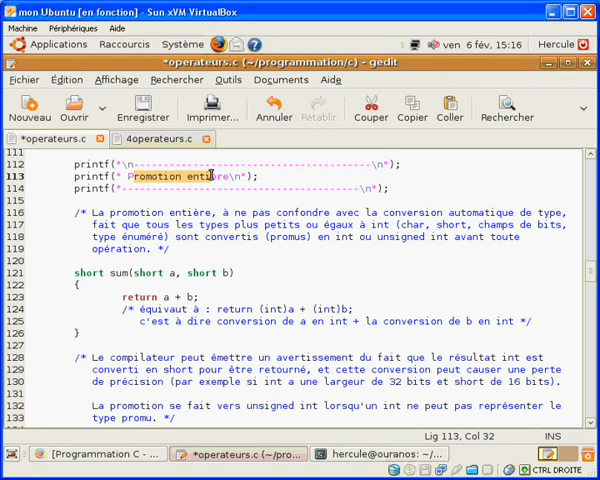 mon Ubuntu [en fonction] - Sun xVM VirtualBox
Machine Périphériques Aide
Applications Raccourcis Système ven 6 fév, 15:16 Hercule
*operateurs.c (~/programmation/c) - gedit
Fichier Édition Affichage Rechercher Outils Documents Aide
Nouveau Ouvrir Enregistrer Imprimer... Annuler Rétablir Couper Copier Coller Rechercher
*operateurs.c 4operateurs.c
111
112 printf("\n----------------------------------------\n");
113 printf(" Promotion entière\n");
114 printf("----------------------------------------\n");
115
116 /* La promotion entière, à ne pas confondre avec la conversion automatique de type,
117 fait que tous les types plus petits ou égaux à int (char, short, champs de bits,
118 type énuméré) sont convertis (promus) en int ou unsigned int avant toute
119 opération. */
120
121 short sum(short a, short b)
122 {
123 return a + b;
124 /* équivaut à : return (int)a + (int)b;
125 c'est à dire conversion de a en int + la conversion de b en int */
126 }
127
128 /* Le compilateur peut émettre un avertissement du fait que le résultat int est
129 converti en short pour être retourné, et cette conversion peut causer une perte
130 de précision (par exemple si int a une largeur de 32 bits et short de 16 bits).
131
132 La promotion se fait vers unsigned int lorsqu'un int ne peut pas représenter le
133 type promu. */
Lig 113, Col 32 INS
[Programmation C - ... *operateurs.c (~/pro... hercule@ouranos: ~/...
CTRL DROITE